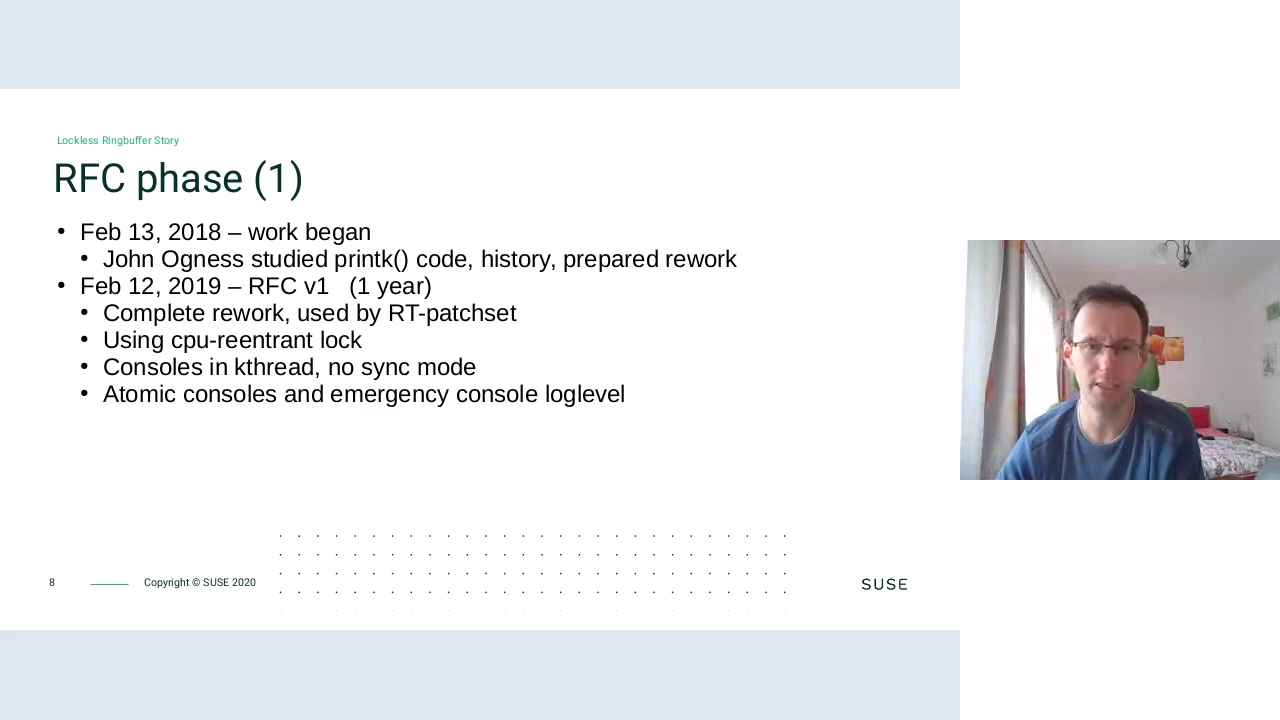 Lockless Ringbuffer Story
RFC phase (1)
• Feb 13, 2018 – work began
• John Ogness studied printk() code, history, prepared rework
• Feb 12, 2019 – RFC v1 (1 year)
• Complete rework, used by RT-patchset
• Using cpu-reentrant lock
• Consoles in kthread, no sync mode
• Atomic consoles and emergency console loglevel
8 Copyright © SUSE 2020
SUSE